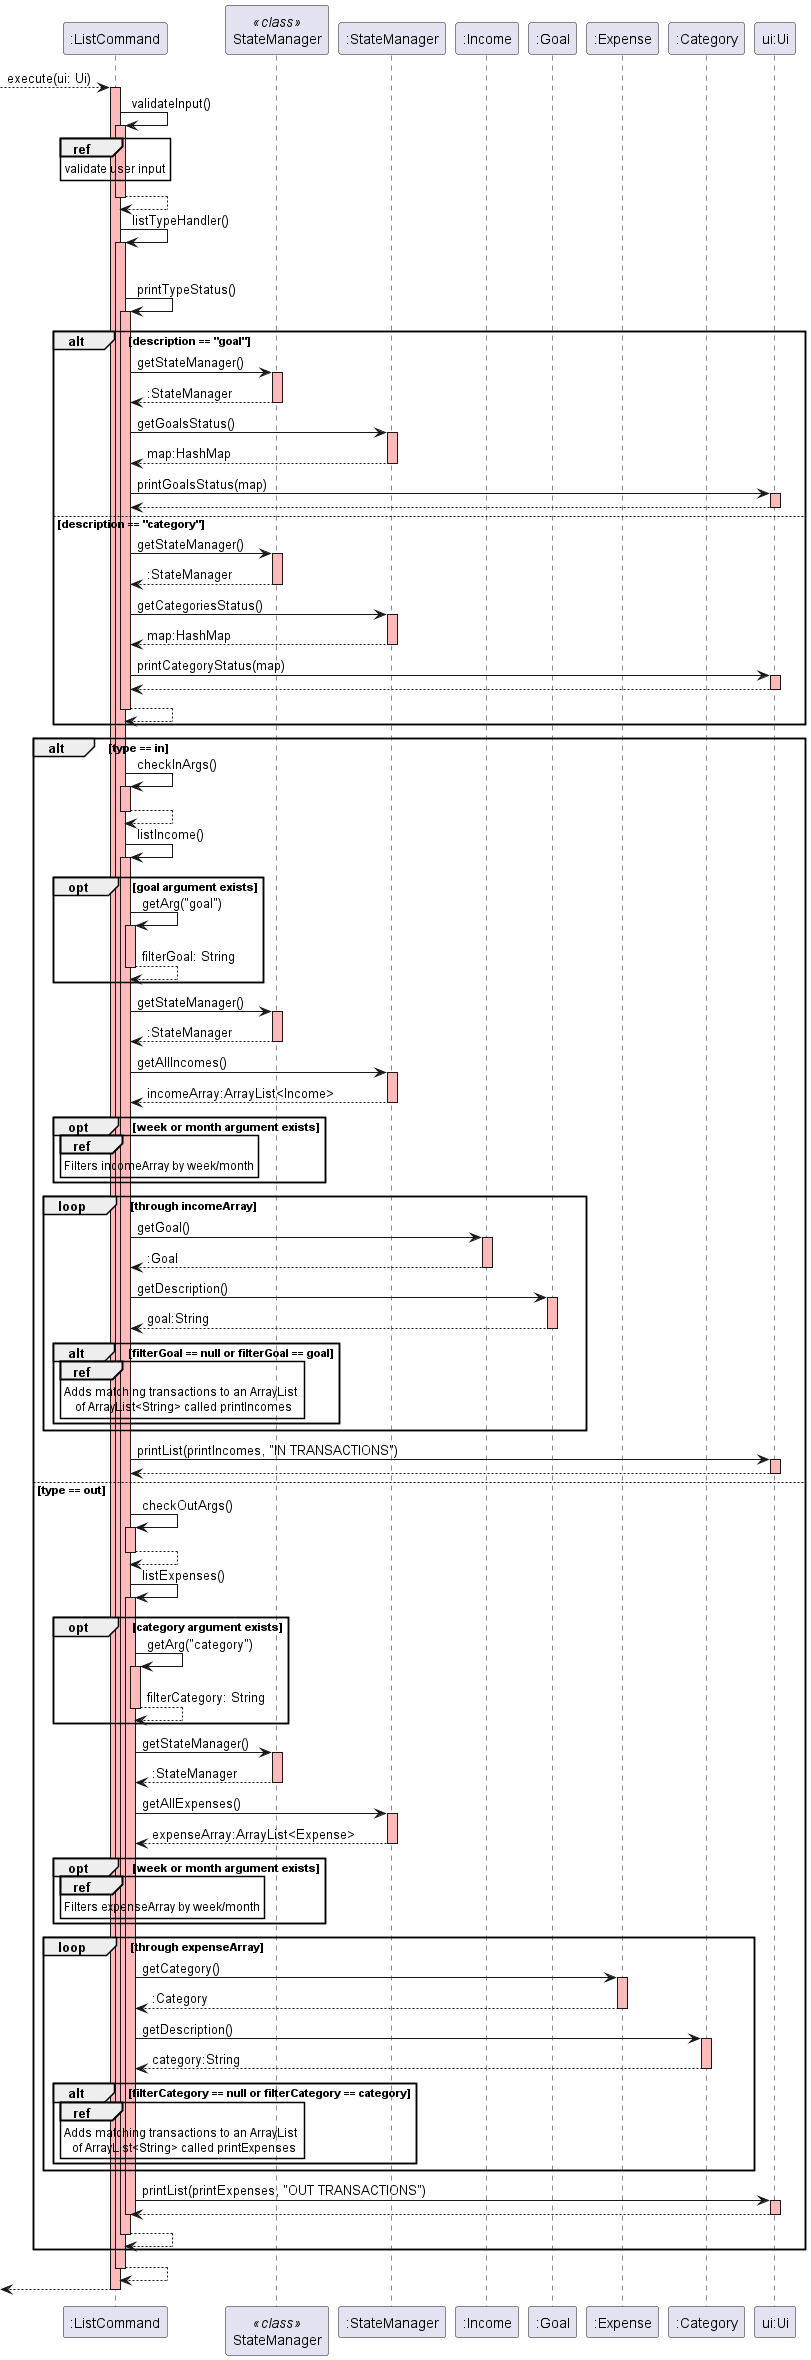 :ListCommand
«class»
StateManager
:StateManager
:Income
:Goal
:Expense
:Category
ui:Ui
execute(ui: Ui)
validateInput()
ref
validate user input
listTypeHandler()
printTypeStatus()
alt [description == "goal"]
getStateManager()
:StateManager
getGoalsStatus()
map:HashMap
printGoalsStatus(map)
[description == "category"]
getStateManager()
:StateManager
getCategoriesStatus()
map:HashMap
printCategoryStatus(map)
alt [type == in]
checkInArgs()
listIncome()
opt [goal argument exists]
getArg("goal")
filterGoal: String
getStateManager()
:StateManager
getAllIncomes()
incomeArray:ArrayList<Income>
opt [week or month argument exists]
ref
Filters incomeArray by week/month
loop [through incomeArray]
getGoal()
:Goal
getDescription()
goal:String
alt [filterGoal == null or filterGoal == goal]
ref
Adds matching transactions to an ArrayList
of ArrayList<String> called printIncomes
printList(printIncomes, "IN TRANSACTIONS")
[type == out]
checkOutArgs()
listExpenses()
opt [category argument exists]
getArg("category")
filterCategory: String
getStateManager()
:StateManager
getAllExpenses()
expenseArray:ArrayList<Expense>
opt [week or month argument exists]
ref
Filters expenseArray by week/month
loop [through expenseArray]
getCategory()
:Category
getDescription()
category:String
alt [filterCategory == null or filterCategory == category]
ref
Adds matching transactions to an ArrayList
of ArrayList<String> called printExpenses
printList(printExpenses, "OUT TRANSACTIONS")
:ListCommand
«class»
StateManager
:StateManager
:Income
:Goal
:Expense
:Category
ui:Ui